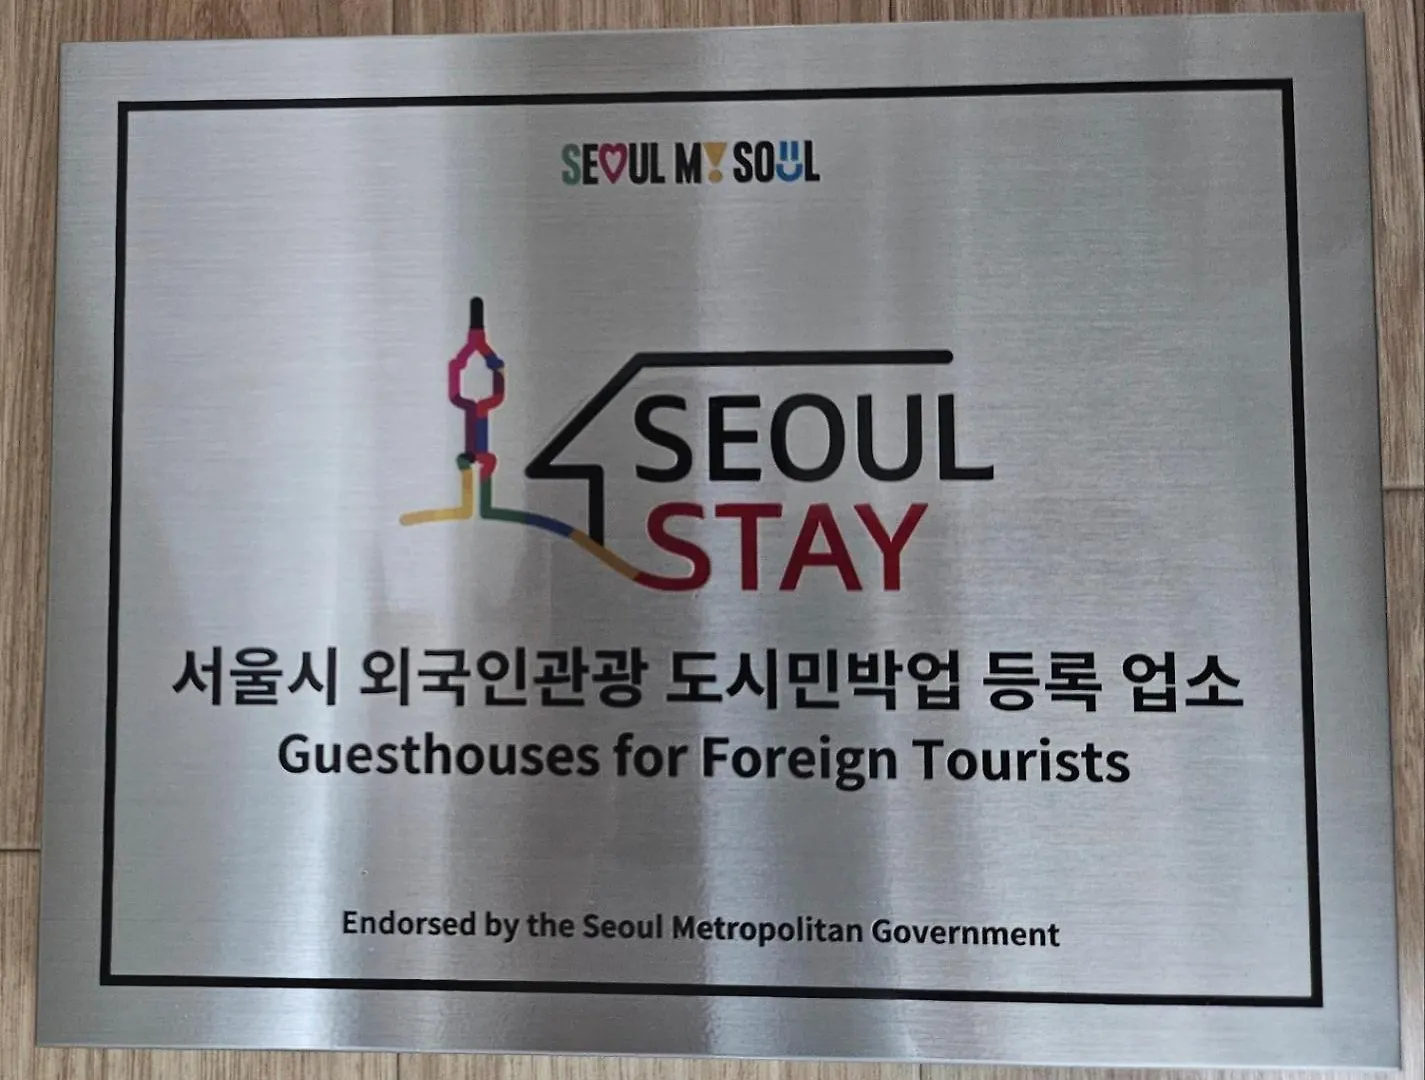 SEOUL MY SOUL
SEOUL
STAY
서울시 외국인관광 도시민박업 등록 업소
Guesthouses for Foreign Tourists
Endorsed by the Seoul Metropolitan Government